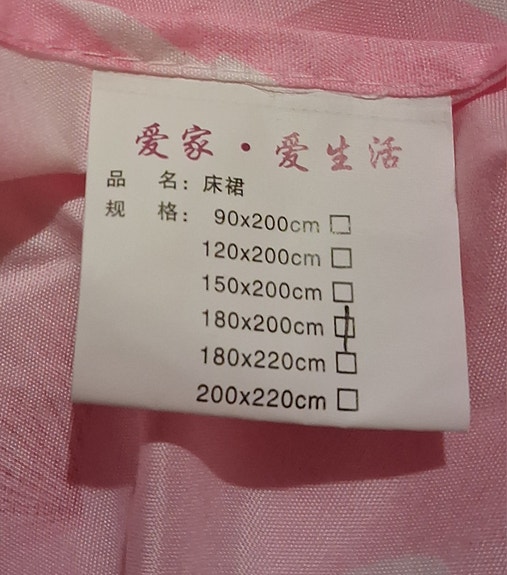 爱家·爱生活
品 名：床裙
规 格： 90x200cm □
120x200cm □
150x200cm □
180x200cm □
180x220cm □
200x220cm □